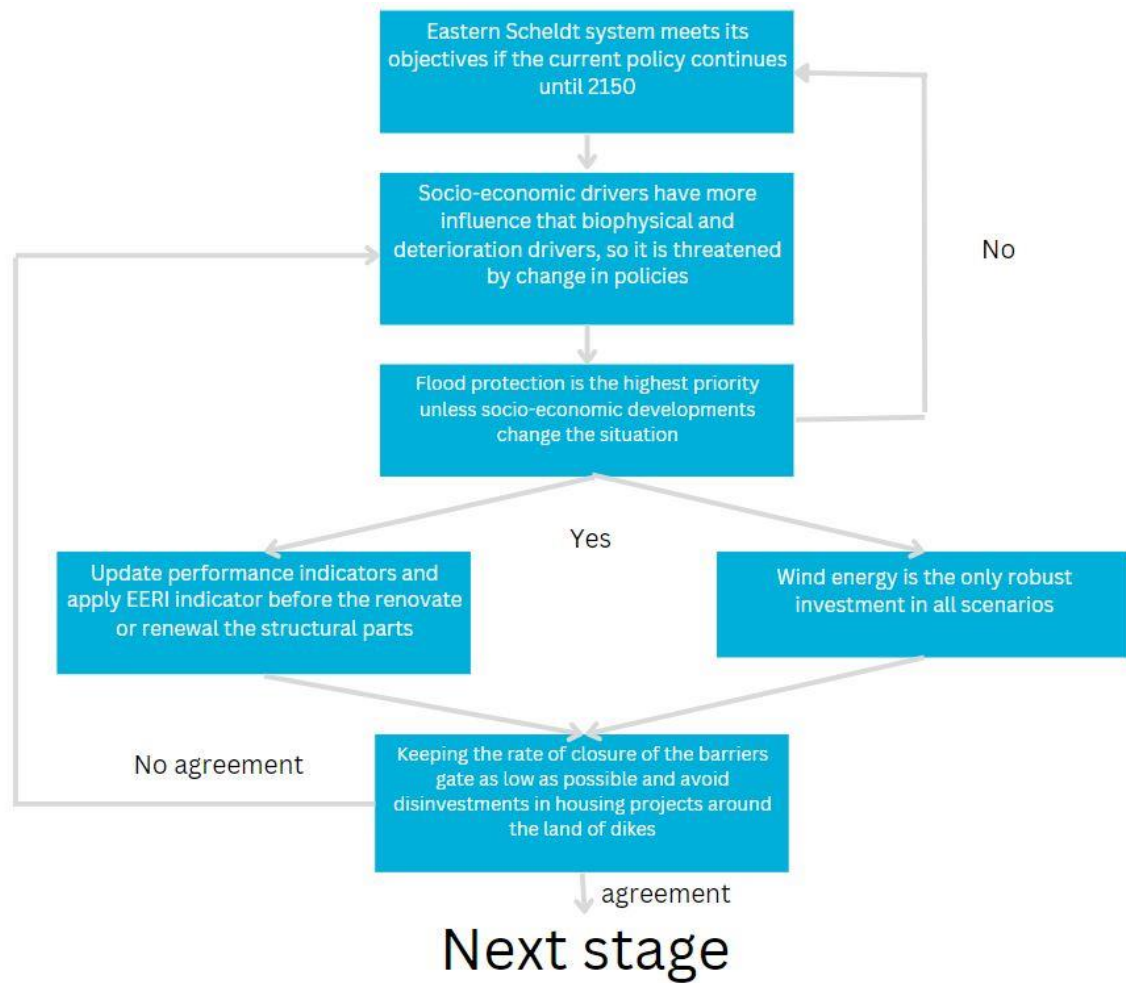 Eastern Scheldt system meets its
objectives if the current policy continues
until 2150
Socio-economic drivers have more
influence that biophysical and
deterioration drivers, so it is threatened
by change in policies
No
Flood protection is the highest priority
unless socio-economic developments
change the situation
Yes
Update performance indicators and
apply EERI indicator before the renovate
or renewal the structural parts
Wind energy is the only robust
investment in all scenarios
No agreement
Keeping the rate of closure of the barriers
gate as low as possible and avoid
disinvestments in housing projects around
the land of dikes
agreement
Next stage